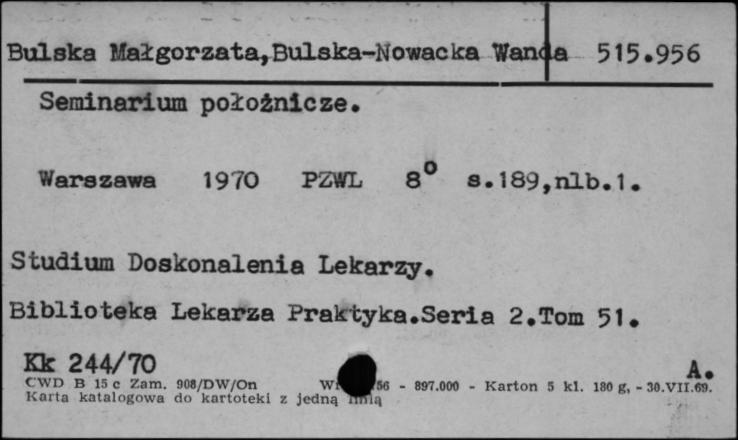 Bulska Małgorzata,Bulska-Nowacka Wanda 515.956
Seminarium położnicze.
Warszawa 1970 PZWL 8° s.189,nlb.1.
Studium Doskonalenia Lekarzy.
Biblioteka Lekarza Praktyka.Seria 2.Tom 51.
Kk 244/70 A.
CWD B 15 c Zam. 908/DW/On 56 - 897.000 - Karton 5 kl. 180 g, - 30.VII.69.
Karta katalogowa do kartoteki z jedną linią